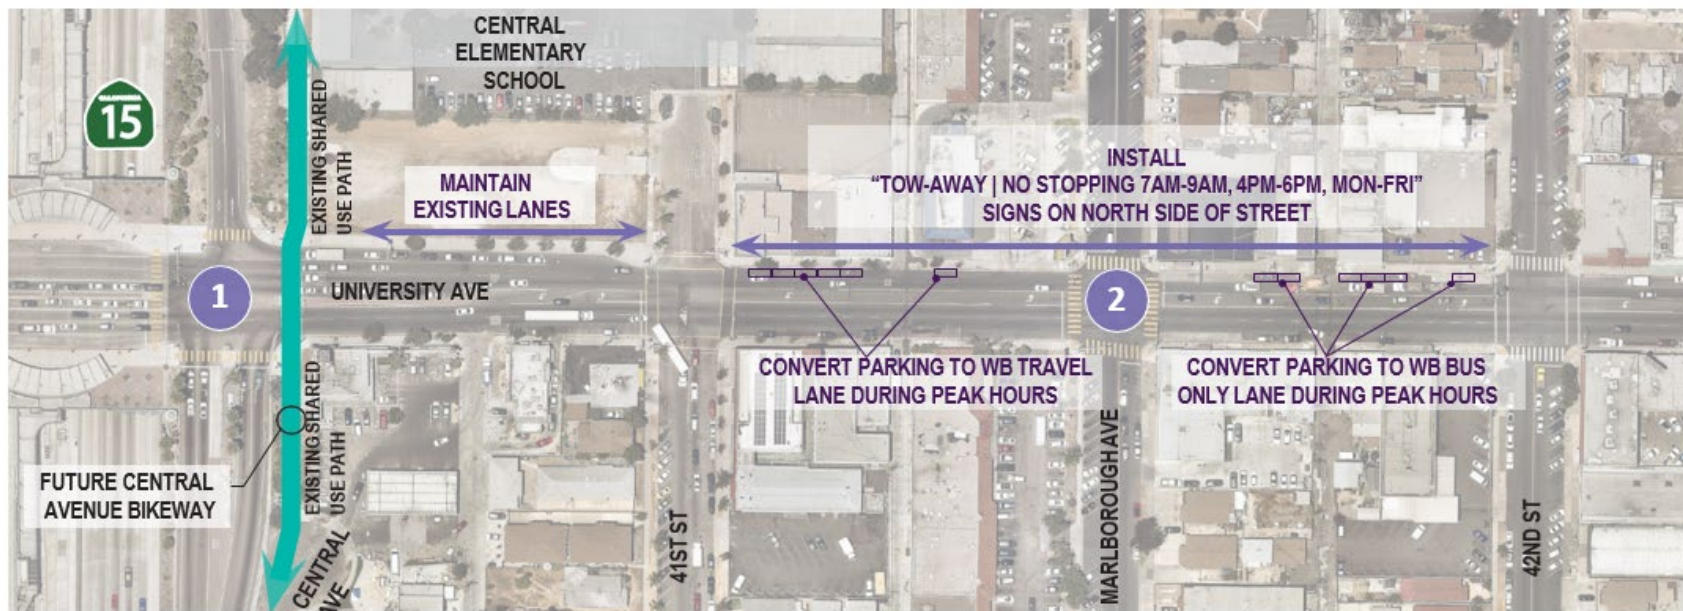 CENTRAL
ELEMENTARY
SCHOOL
CALIFORNIA
15
EXISTING SHARED
USE PATH
MAINTAIN
EXISTING LANES
INSTALL
“TOW-AWAY | NO STOPPING 7AM-9AM, 4PM-6PM, MON-FRI”
SIGNS ON NORTH SIDE OF STREET
1
UNIVERSITY AVE
2
CONVERT PARKING TO WB TRAVEL
LANE DURING PEAK HOURS
CONVERT PARKING TO WB BUS
ONLY LANE DURING PEAK HOURS
EXISTING SHARED
USE PATH
FUTURE CENTRAL
AVENUE BIKEWAY
CENTRAL
AVE
41ST ST
MARLBOROUGH AVE
42ND ST